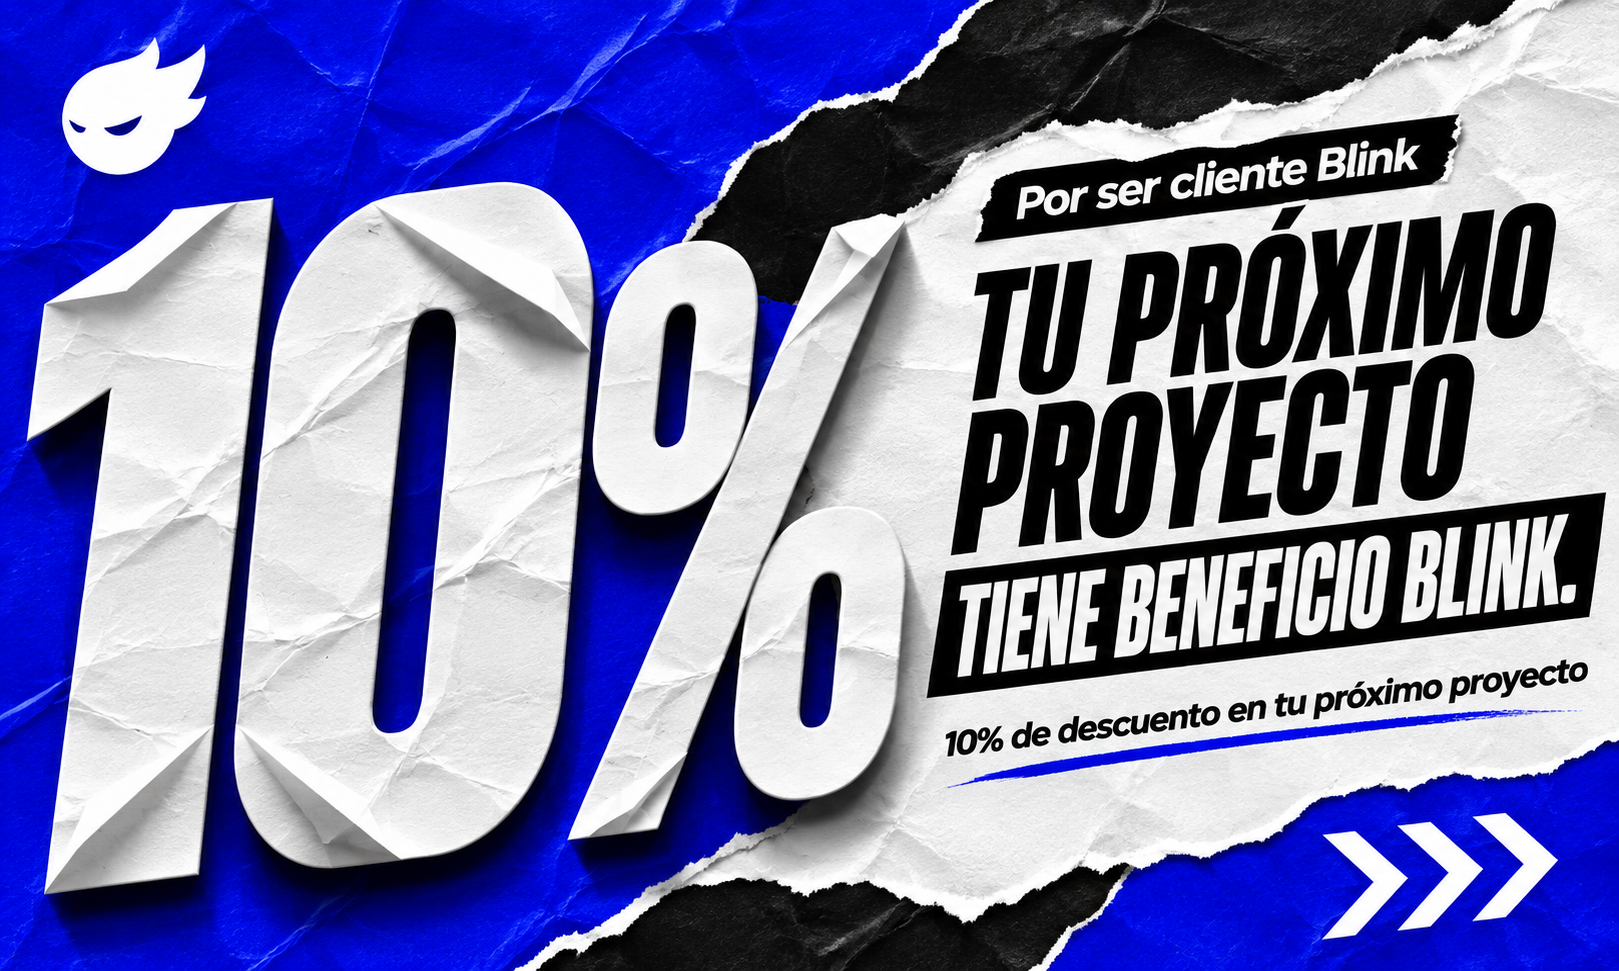 10%
Por ser cliente Blink
TU PRÓXIMO
PROYECTO
TIENE BENEFICIO BLINK.
10% de descuento en tu próximo proyecto